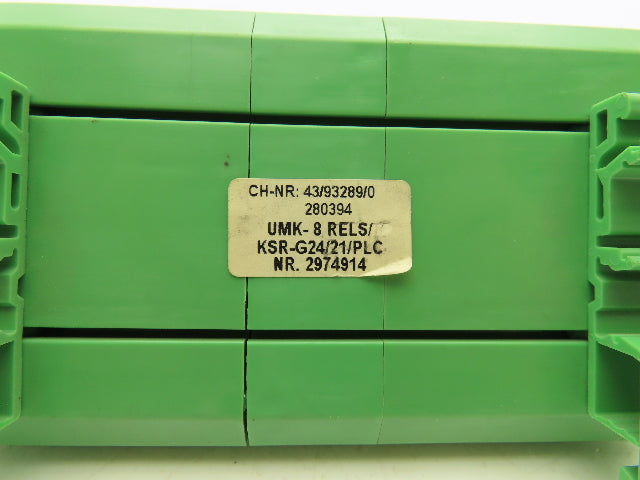 CH-NR: 43/93289/0
280394
UMK- 8 RELS/
KSR-G24/21/PLC
NR. 2974914